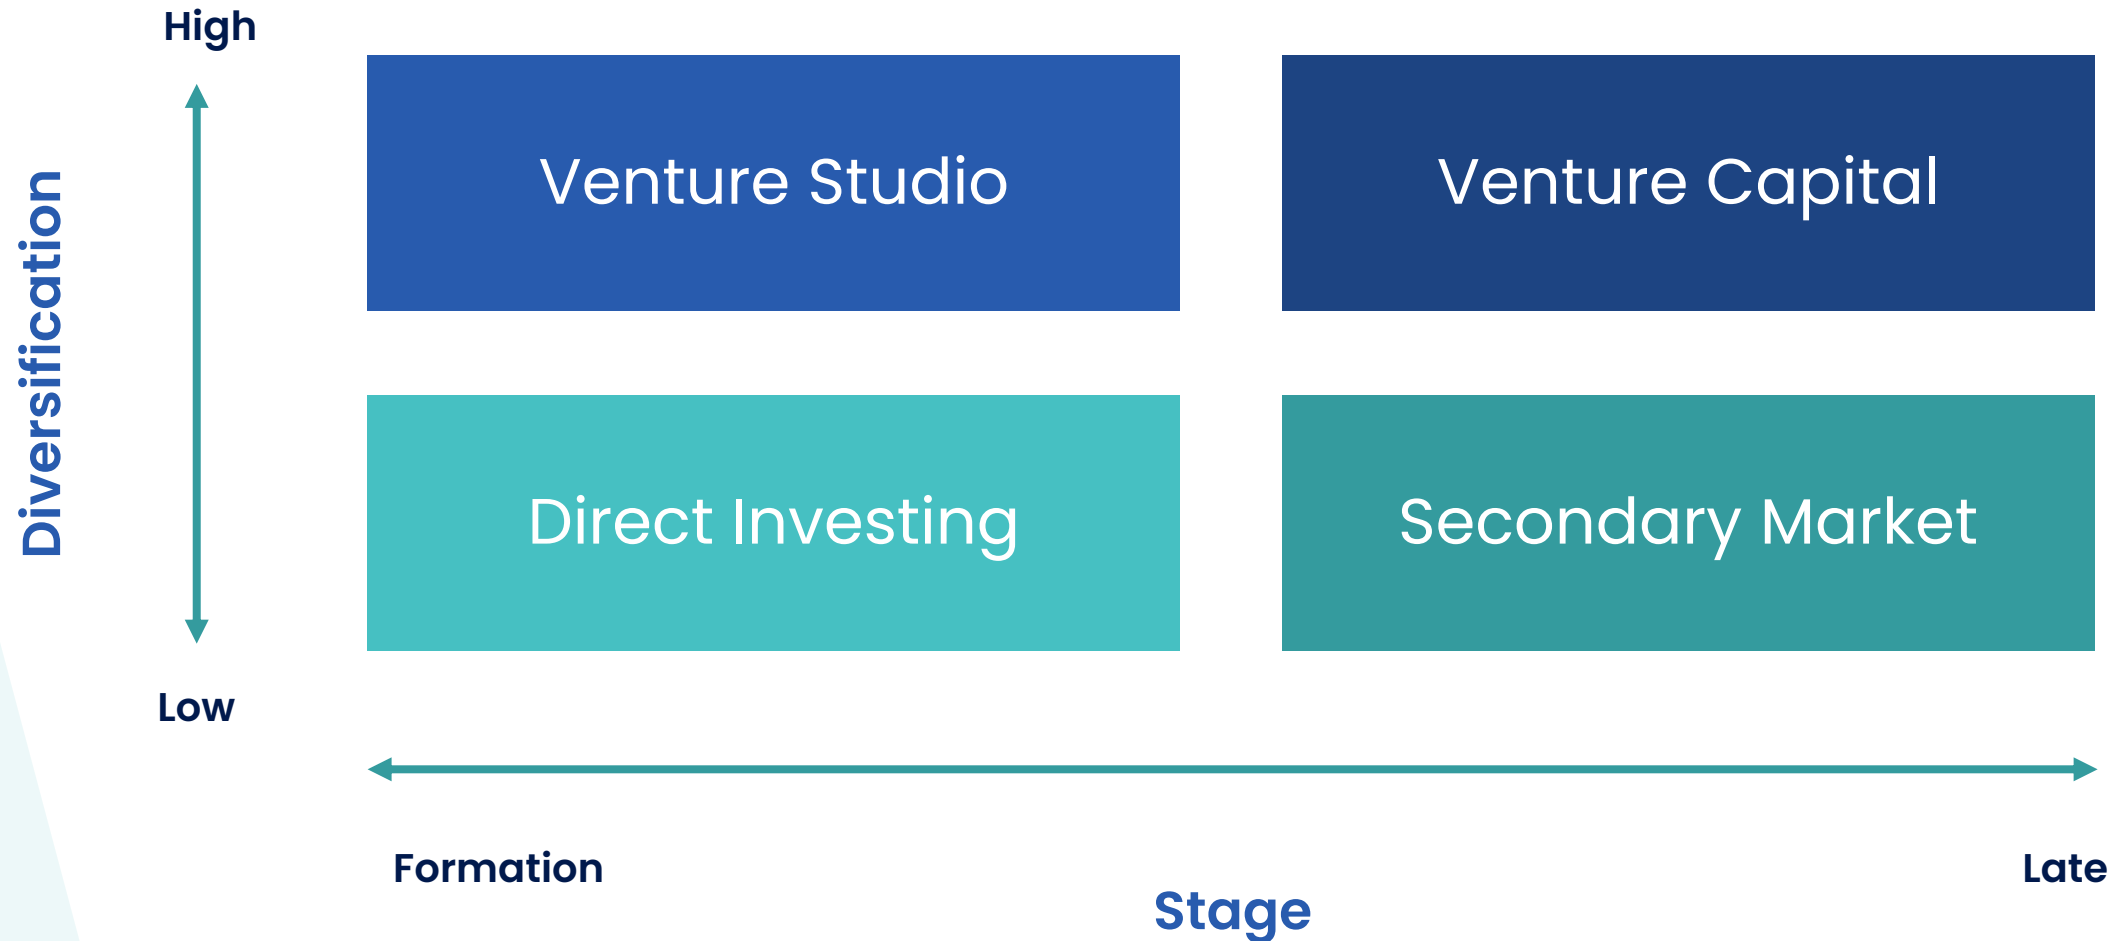 High
Diversification
Venture Studio
Venture Capital
Direct Investing
Secondary Market
Low
Formation
Late
Stage